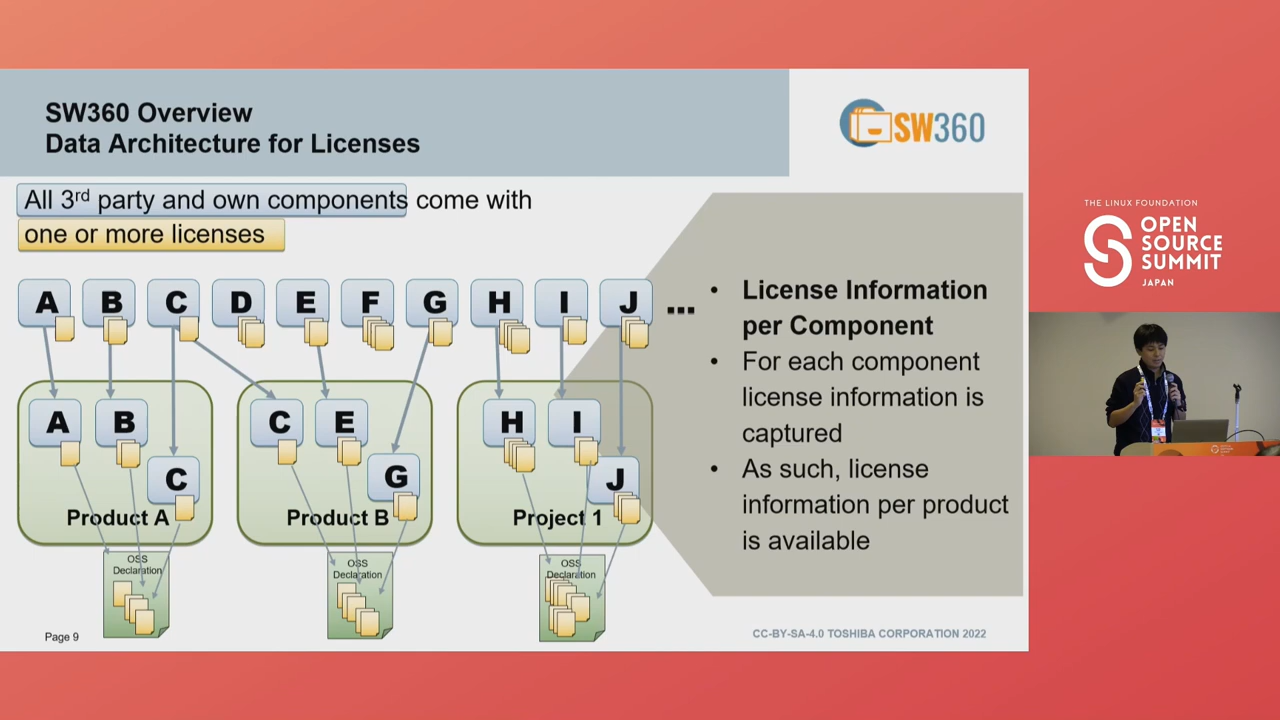 SW360 Overview
Data Architecture for Licenses
SW360
All 3rd party and own components come with
one or more licenses
A B C D E F G H I J ...
A B
C
Product A
C E
G
Product B
H I
J
Project 1
OSS
Declaration
OSS
Declaration
OSS
Declaration
• License Information
per Component
• For each component
license information is
captured
• As such, license
information per product
is available
Page 9
CC-BY-SA-4.0 TOSHIBA CORPORATION 2022
THE LINUX FOUNDATION
OPEN
SOURCE
SUMMIT
JAPAN